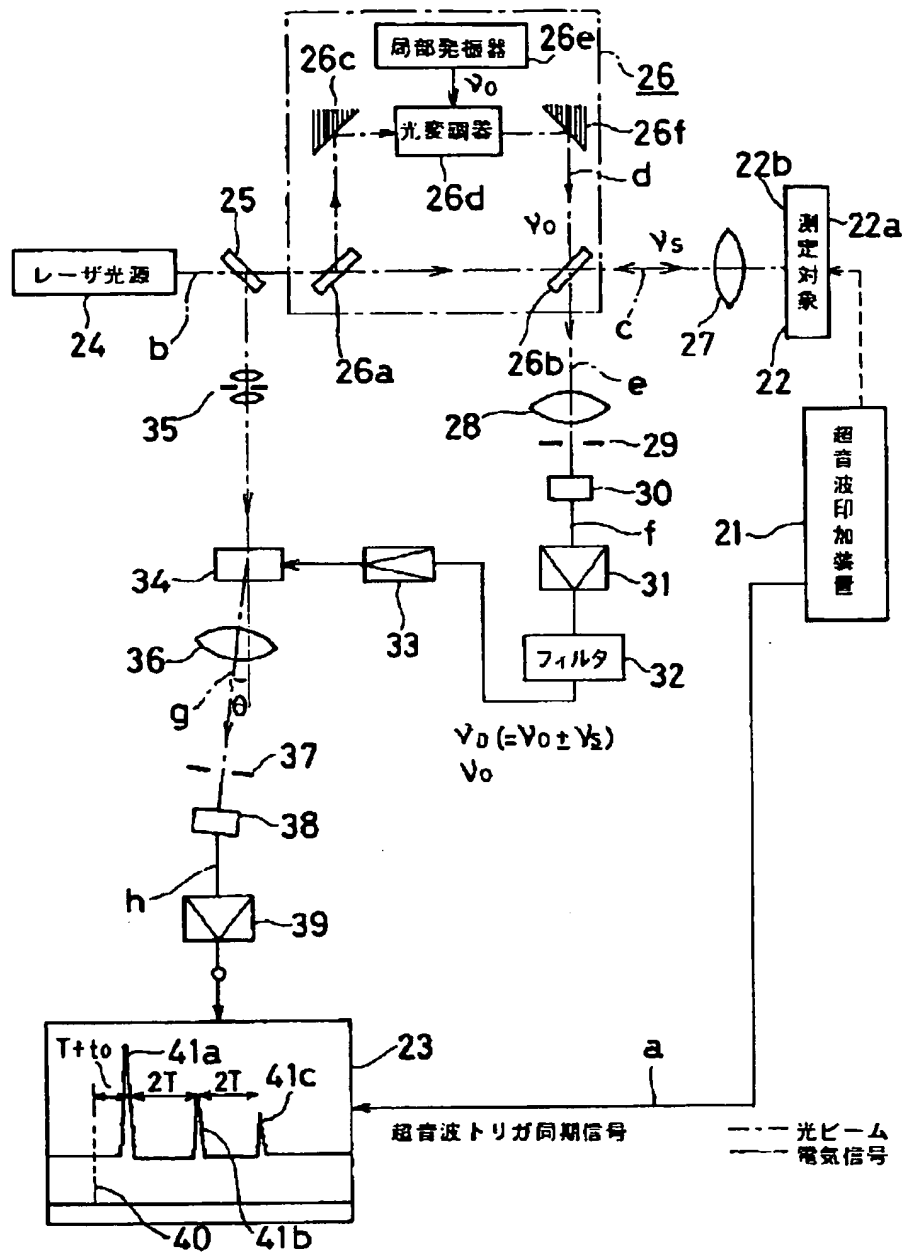 局部発振器
26e
26
26c
ν0
光変調器
26f
26d
d
22b
25
ν0
νs
測定対象
22a
レーザ光源
24
b
26a
26b
c
27
22
e
35
28
29
30
超音波印加装置
21
f
34
33
31
36
フィルタ
32
g
θ
νD(=ν0±νs)
ν0
37
38
h
39
T+to
41a
2T
2T
41c
23
a
超音波トリガ同期信号
光ビーム
電気信号
40
41b